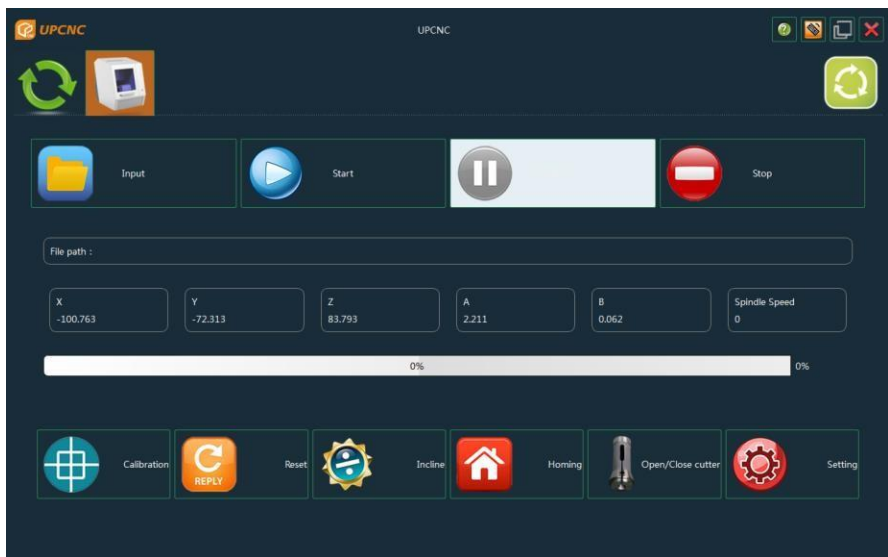 UPCNC
UPCNC
Input
Start
Stop
File path :
X
-100.763
Y
-72.313
Z
83.793
A
2.211
B
0.062
Spindle Speed
0
0%
0%
Calibration
REPLY
Reset
Incline
Homing
Open/Close cutter
Setting